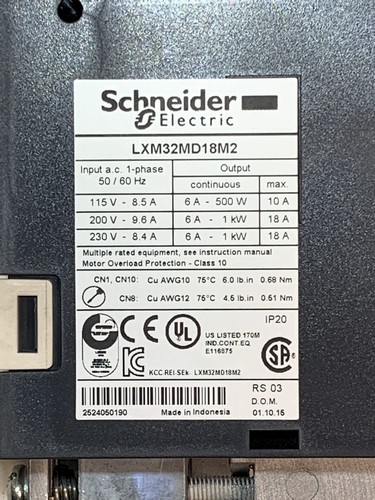 Schneider
Electric
LXM32MD18M2
Input a.c. 1-phase Output
50 / 60 Hz continuous max.
115 V - 8.5 A 6 A - 500 W 10 A
200 V - 9.6 A 6 A - 1 kW 18 A
230 V - 8.4 A 6 A - 1 kW 18 A
Multiple rated equipment, see instruction manual
Motor Overload Protection - Class 10
CN1, CN10: Cu AWG10 75°C 6.0 lb.in 0.68 Nm
CN8: Cu AWG12 75°C 4.5 lb.in 0.51 Nm
IP20
CE
UL
US LISTED 170M
IND.CONT.EQ
E116875
SA
KCC-REI-SEk- LXM32MD18M2
RS 03
D.O.M.
2524050190 Made in Indonesia 01.10.15